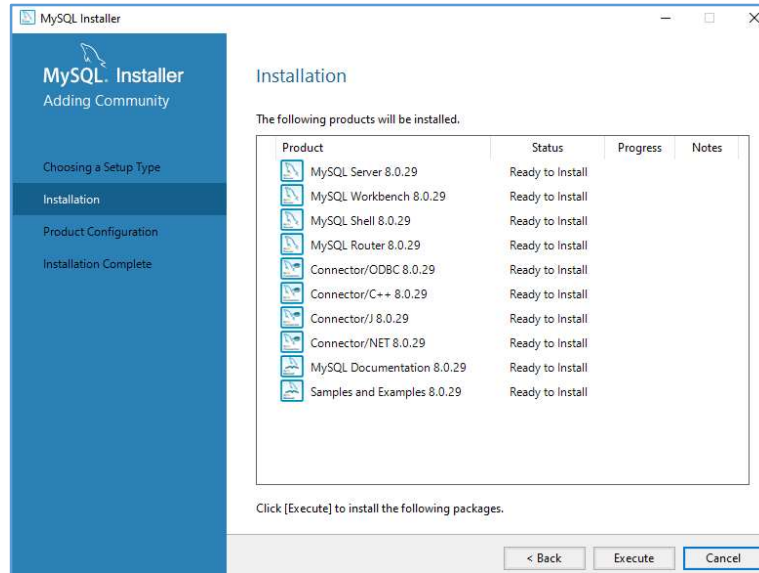 MySQL Installer
MySQL. Installer
Adding Community
Choosing a Setup Type
Installation
Product Configuration
Installation Complete
Installation
The following products will be installed.
Product Status Progress Notes
MySQL Server 8.0.29 Ready to Install
MySQL Workbench 8.0.29 Ready to Install
MySQL Shell 8.0.29 Ready to Install
MySQL Router 8.0.29 Ready to Install
Connector/ODBC 8.0.29 Ready to Install
Connector/C++ 8.0.29 Ready to Install
Connector/J 8.0.29 Ready to Install
Connector/NET 8.0.29 Ready to Install
MySQL Documentation 8.0.29 Ready to Install
Samples and Examples 8.0.29 Ready to Install
Click [Execute] to install the following packages.
< Back Execute Cancel